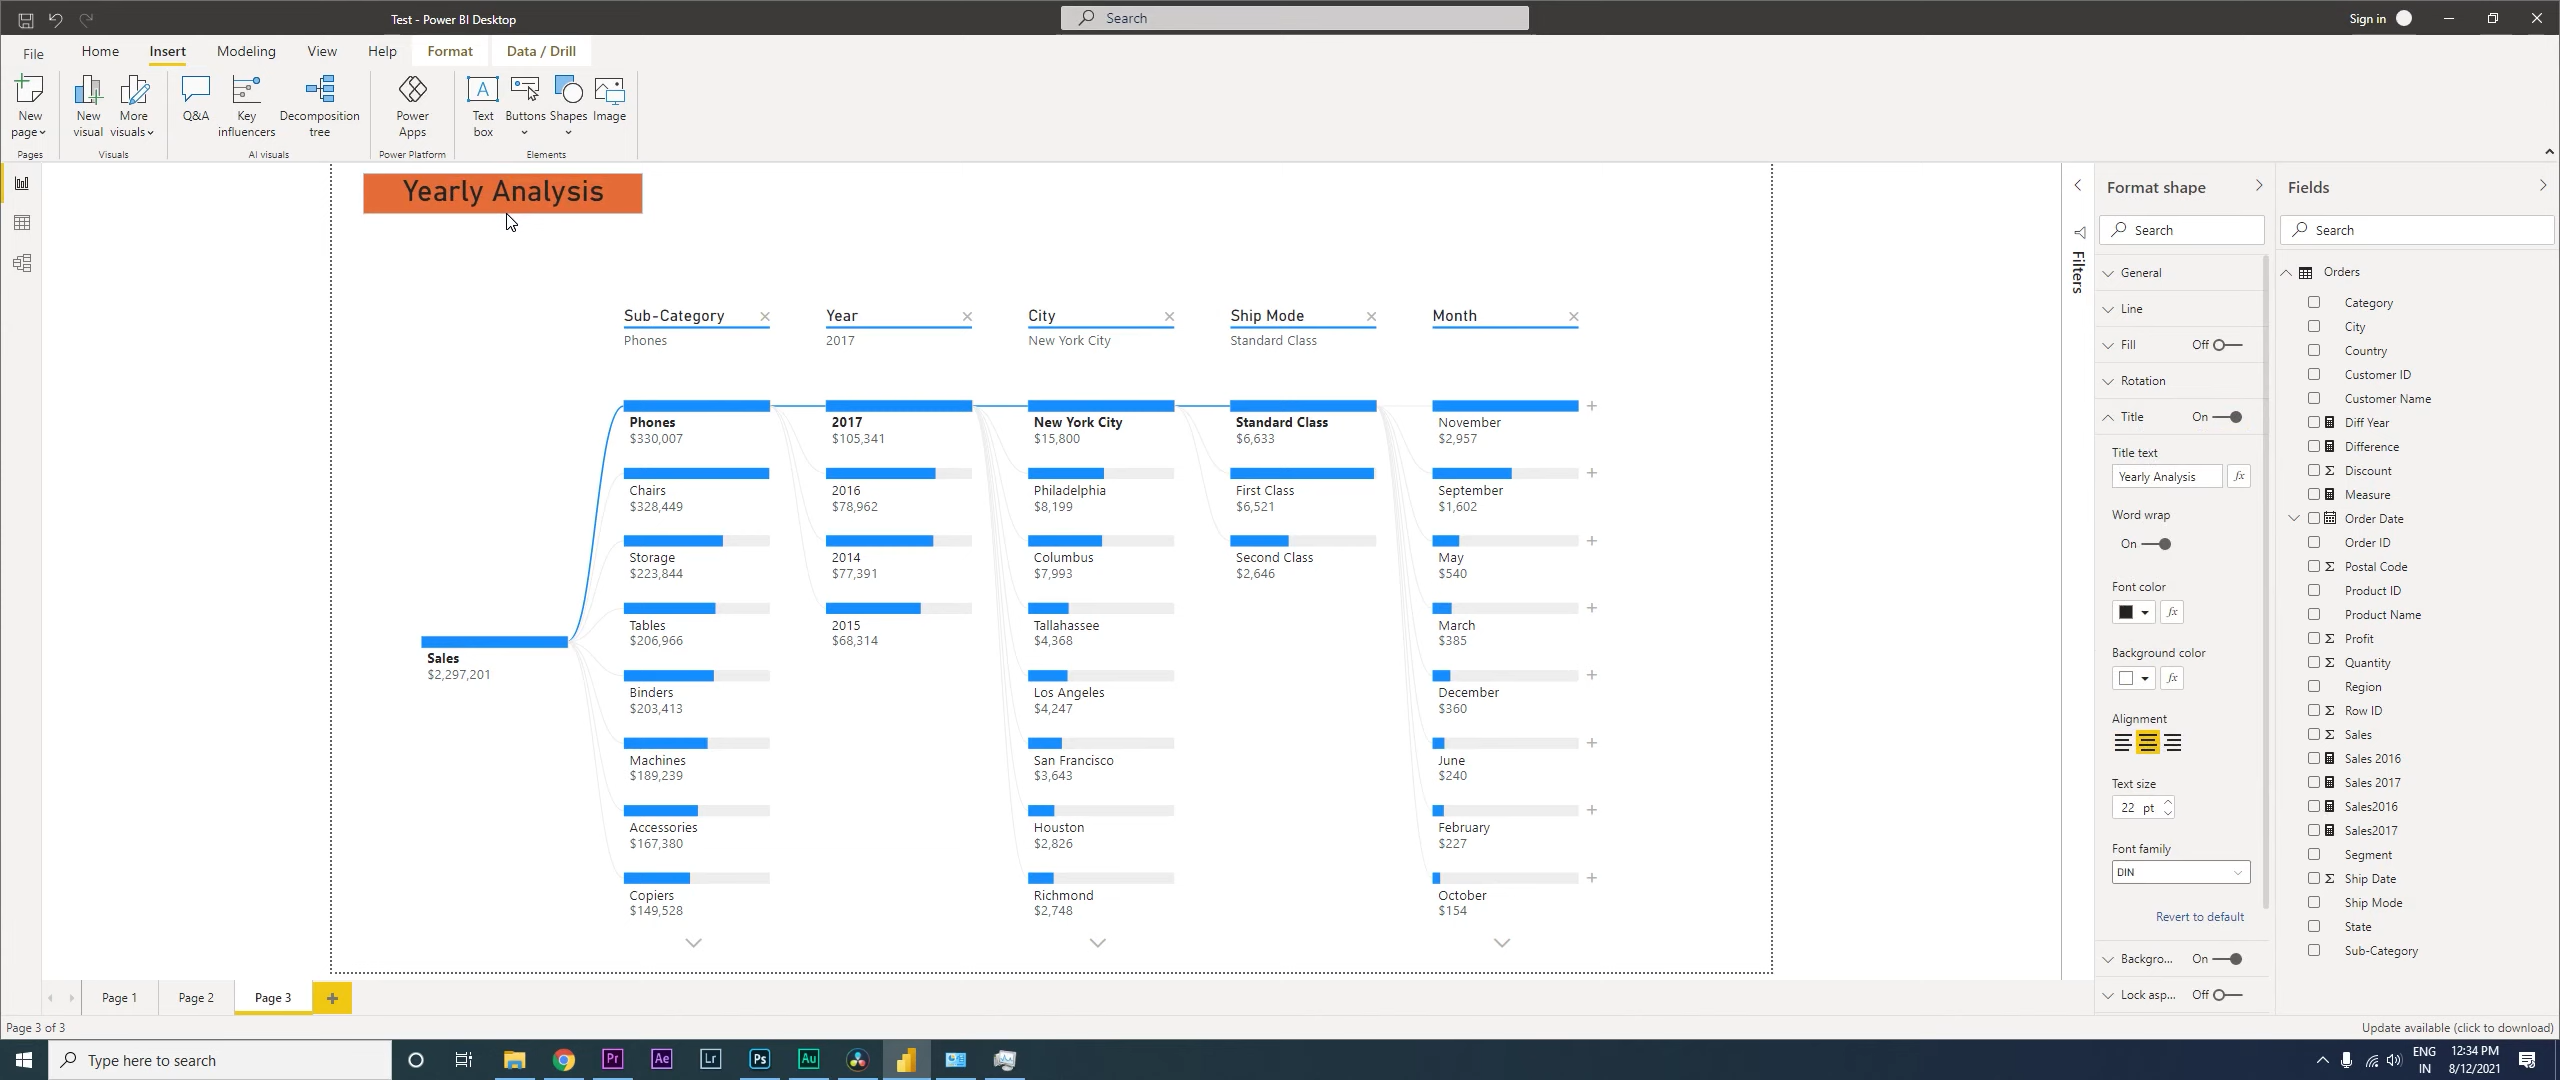 Test - Power BI Desktop
Search
Sign in
File
Home
Insert
Modeling
View
Help
Format
Data / Drill
New page
New visual
More visuals
Q&A
Key influencers
Decomposition tree
Power Apps
Text box
Buttons
Shapes
Image
Pages
Visuals
AI visuals
Power Platform
Elements
Yearly Analysis
Sub-Category
Phones
Year
2017
City
New York City
Ship Mode
Standard Class
Month
Sales
$2,297,201
Phones
$330,007
Chairs
$328,449
Storage
$223,844
Tables
$206,966
Binders
$203,413
Machines
$189,239
Accessories
$167,380
Copiers
$149,528
2017
$105,341
2016
$78,962
2014
$77,391
2015
$68,314
New York City
$15,800
Philadelphia
$8,199
Columbus
$7,993
Tallahassee
$4,368
Los Angeles
$4,247
San Francisco
$3,643
Houston
$2,826
Richmond
$2,748
Standard Class
$6,633
First Class
$6,521
Second Class
$2,646
November
$2,957
September
$1,602
May
$540
March
$385
December
$360
June
$240
February
$227
October
$154
Filters
Format shape
Search
General
Line
Fill Off
Rotation
Title On
Title text
Yearly Analysis fx
Word wrap
On
Font color
fx
Background color
fx
Alignment
Text size
22 pt
Font family
DIN
Revert to default
Backgro... On
Lock asp... Off
Fields
Search
Orders
Category
City
Country
Customer ID
Customer Name
Diff Year
Difference
Discount
Measure
Order Date
Order ID
Postal Code
Product ID
Product Name
Profit
Quantity
Region
Row ID
Sales
Sales 2016
Sales 2017
Sales2016
Sales2017
Segment
Ship Date
Ship Mode
State
Sub-Category
Page 1
Page 2
Page 3
Page 3 of 3
Update available (click to download)
Type here to search
Pr
Ae
Lr
Ps
Au
ENG
IN
12:34 PM
8/12/2021